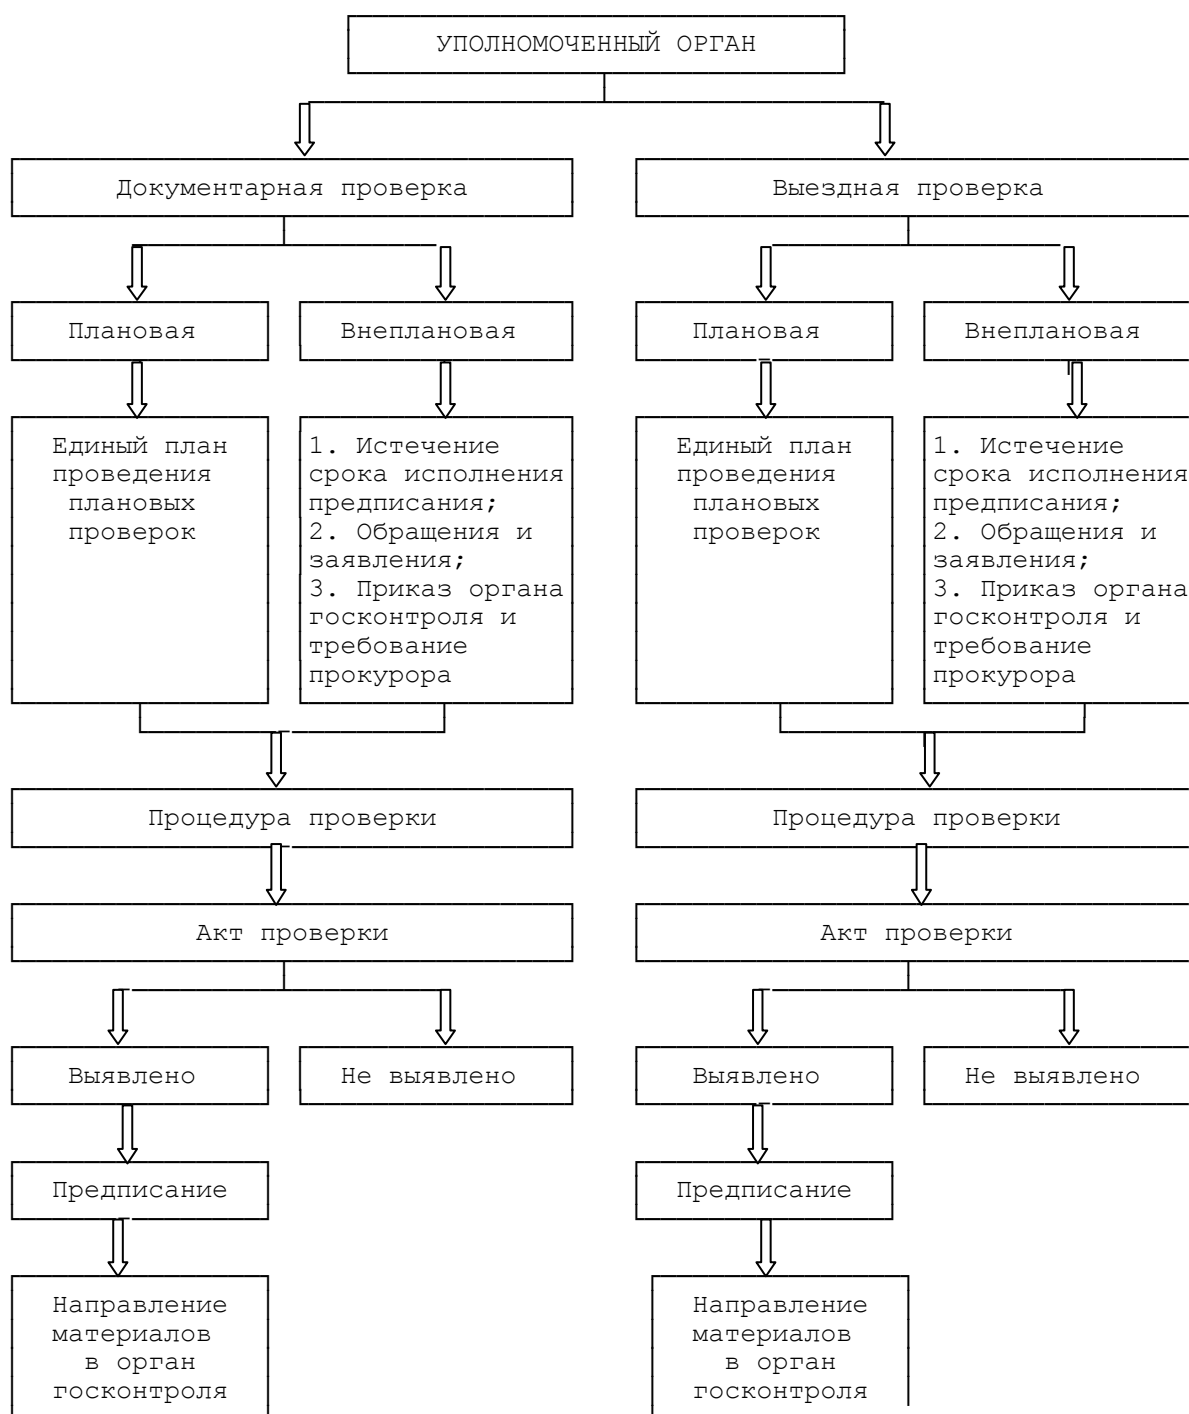 УПОЛНОМОЧЕННЫЙ ОРГАН
Документарная проверка
Выездная проверка
Плановая
Внеплановая
Плановая
Внеплановая
Единый план
проведения
плановых
проверок
1. Истечение
срока исполнения
предписания;
2. Обращения и
заявления;
3. Приказ органа
госконтроля и
требование
прокурора
Единый план
проведения
плановых
проверок
1. Истечение
срока исполнения
предписания;
2. Обращения и
заявления;
3. Приказ органа
госконтроля и
требование
прокурора
Процедура проверки
Процедура проверки
Акт проверки
Акт проверки
Выявлено
Не выявлено
Выявлено
Не выявлено
Предписание
Предписание
Направление
материалов
в орган
госконтроля
Направление
материалов
в орган
госконтроля